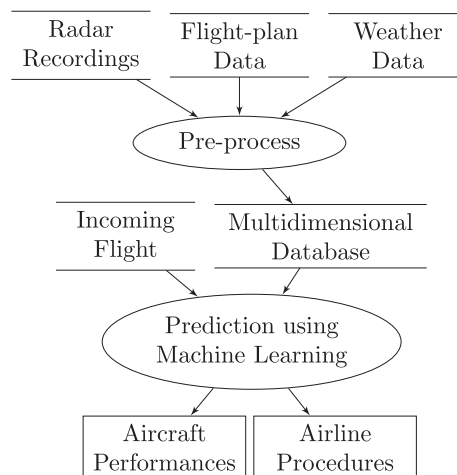 Radar
Recordings
Flight-plan
Data
Weather
Data
Pre-process
Incoming
Flight
Multidimensional
Database
Prediction using
Machine Learning
Aircraft
Performances
Airline
Procedures